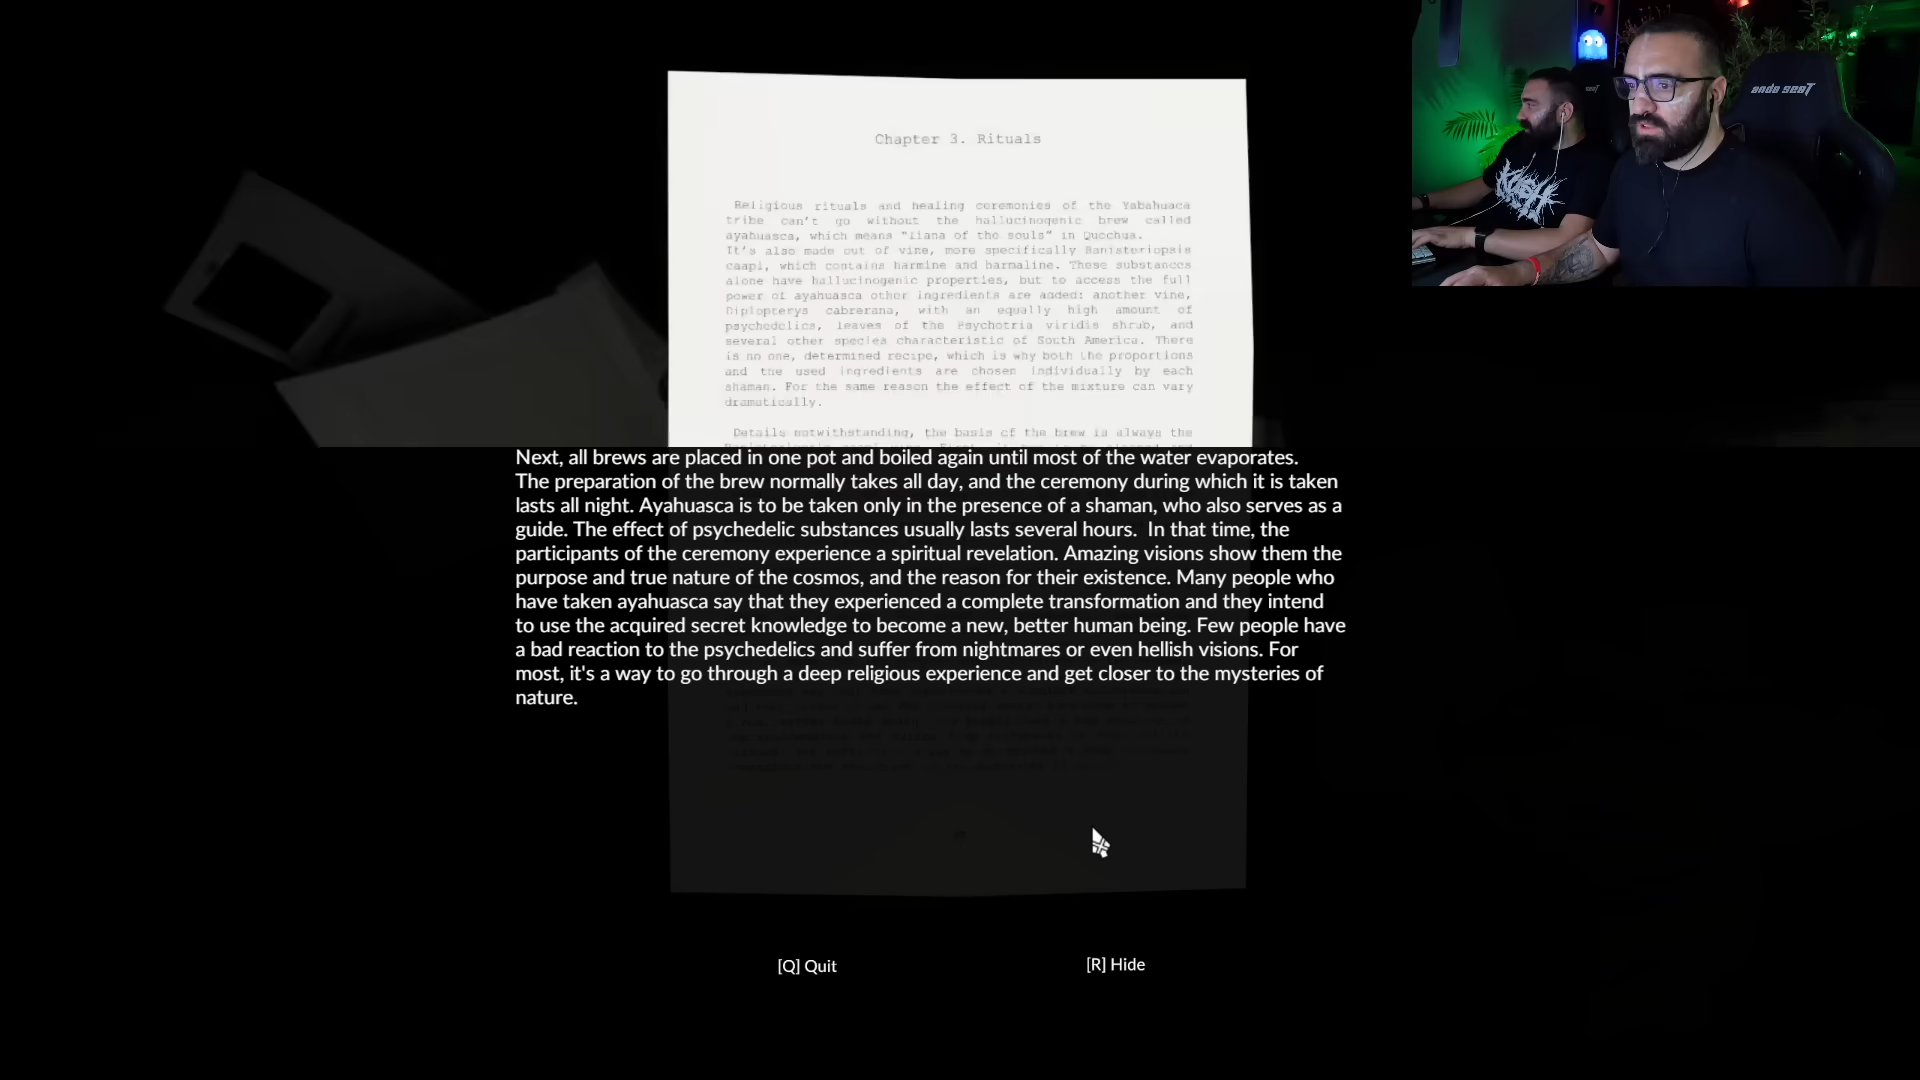 Chapter 3. Rituals
Religious rituals and healing ceremonies of the Yabahuaca
tribe can't go without the hallucinogenic brew called
ayahuasca, which means "liana of the souls" in Quechua.
It's also made out of vine, more specifically Banisteriopsis
caapi, which contains harmine and harmaline. These substances
alone have hallucinogenic properties, but to access the full
power of ayahuasca other ingredients are added: another vine,
Diplopterys cabrerana, with an equally high amount of
psychedelics, leaves of the Psychotria viridis shrub, and
several other species characteristic of South America. There
is no one, determined recipe, which is why both the proportions
and the used ingredients are chosen individually by each
shaman. For the same reason the effect of the mixture can vary
dramatically.
Details notwithstanding, the basis of the brew is always the
Next, all brews are placed in one pot and boiled again until most of the water evaporates.
The preparation of the brew normally takes all day, and the ceremony during which it is taken
lasts all night. Ayahuasca is to be taken only in the presence of a shaman, who also serves as a
guide. The effect of psychedelic substances usually lasts several hours. In that time, the
participants of the ceremony experience a spiritual revelation. Amazing visions show them the
purpose and true nature of the cosmos, and the reason for their existence. Many people who
have taken ayahuasca say that they experienced a complete transformation and they intend
to use the acquired secret knowledge to become a new, better human being. Few people have
a bad reaction to the psychedelics and suffer from nightmares or even hellish visions. For
most, it's a way to go through a deep religious experience and get closer to the mysteries of
nature.
[Q] Quit
[R] Hide
anda seaT